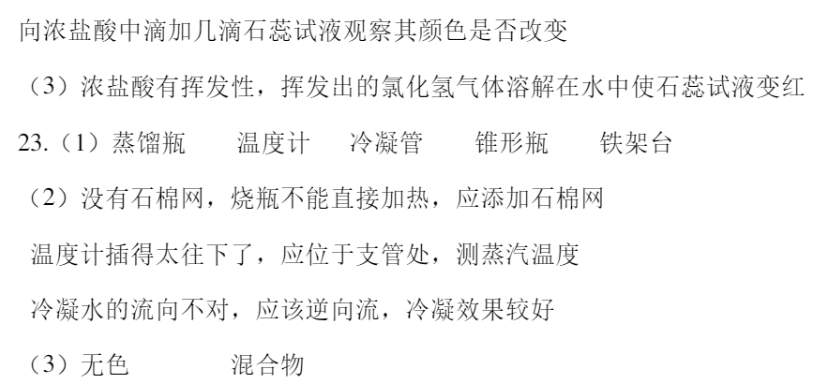 向浓盐酸中滴加几滴石蕊试液观察其颜色是否改变
（3）浓盐酸有挥发性，挥发出的氯化氢气体溶解在水中使石蕊试液变红
23.（1）蒸馏瓶 温度计 冷凝管 锥形瓶 铁架台
（2）没有石棉网，烧瓶不能直接加热，应添加石棉网
温度计插得太往下了，应位于支管处，测蒸汽温度
冷凝水的流向不对，应该逆向流，冷凝效果较好
（3）无色 混合物